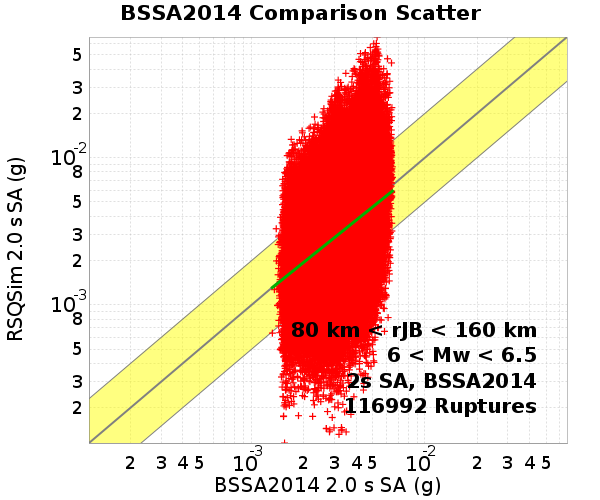 BSSA2014 Comparison Scatter
RSQSim 2.0 s SA (g)
5
3
2
10-2
8
5
3
2
10-3
8
5
3
2
80 km < rJB < 160 km
6 < Mw < 6.5
2s SA, BSSA2014
116992 Ruptures
2 3 4 5 10-3 2 3 4 5 10-2 2 3 4 5
BSSA2014 2.0 s SA (g)